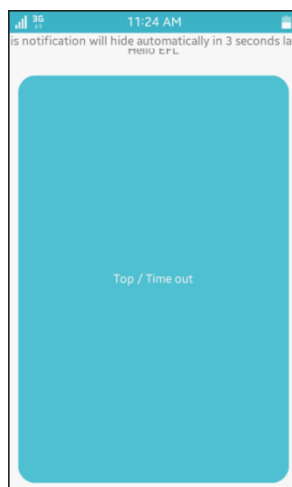 3G
11:24 AM
is notification will hide automatically in 3 seconds la
Hello EFL
Top / Time out